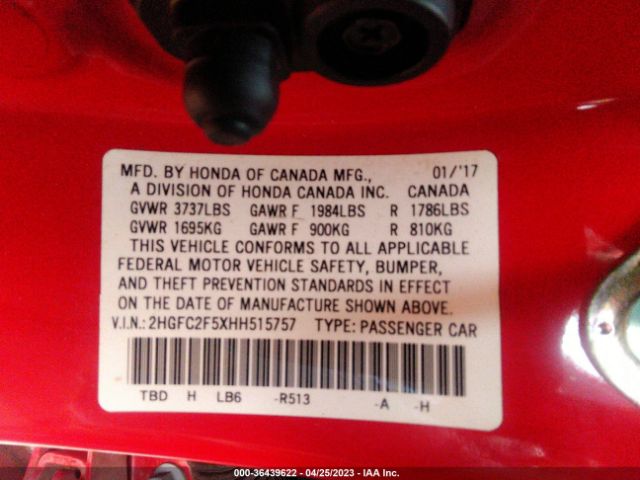 MFD. BY HONDA OF CANADA MFG., 01/'17
A DIVISION OF HONDA CANADA INC. CANADA
GVWR 3737LBS GAWR F 1984LBS R 1786LBS
GVWR 1695KG GAWR F 900KG R 810KG
THIS VEHICLE CONFORMS TO ALL APPLICABLE
FEDERAL MOTOR VEHICLE SAFETY, BUMPER,
AND THEFT PREVENTION STANDARDS IN EFFECT
ON THE DATE OF MANUFACTURE SHOWN ABOVE.
V.I.N.: 2HGFC2F5XHH515757 TYPE: PASSENGER CAR
TBD H LB6 -R513 -A -H
000-36439622 - 04/25/2023 - IAA Inc.